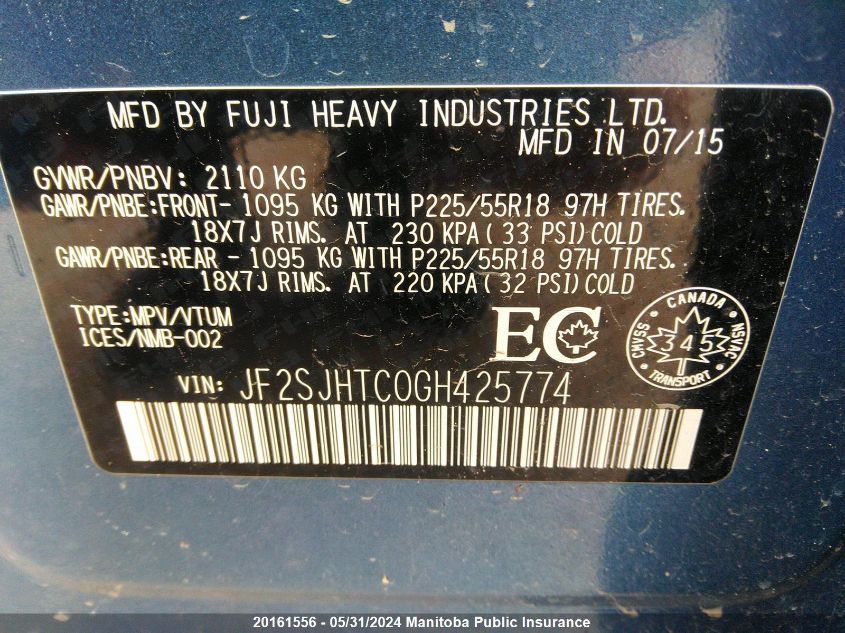 MFD BY FUJI HEAVY INDUSTRIES LTD.
MFD IN 07/15
GVWR/PNBV: 2110 KG
GAWR/PNBE:FRONT- 1095 KG WITH P225/55R18 97H TIRES.
18X7J RIMS. AT 230 KPA(33 PSI)COLD
GAWR/PNBE:REAR - 1095 KG WITH P225/55R18 97H TIRES.
18X7J RIMS. AT 220 KPA(32 PSI)COLD
TYPE:MPV/VTUM
ICES/NMB-002
EC
CANADA
CMVSS
345
NSVAC
TRANSPORT
VIN: JF2SJHTC0GH425774
20161556 - 05/31/2024 Manitoba Public Insurance